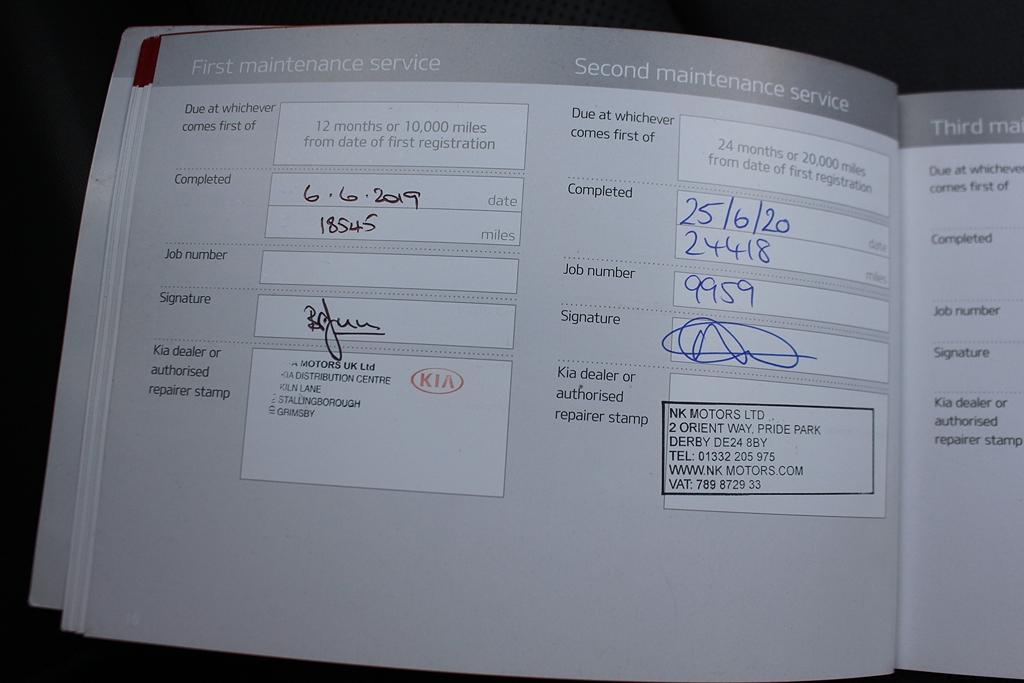 First maintenance service
Due at whichever
comes first of
12 months or 10,000 miles
from date of first registration
Completed
6.6.2019 date
18545 miles
Job number
Signature
Kia dealer or
authorised
repairer stamp
MOTORS UK Ltd
DISTRIBUTION CENTRE
KILN LANE
STALLINGBOROUGH
GRIMSBY
KIA
Second maintenance service
Due at whichever
comes first of
24 months or 20,000 miles
from date of first registration
Completed
25/6/20 date
24418 miles
Job number
9959
Signature
Kia dealer or
authorised
repairer stamp
NK MOTORS LTD
2 ORIENT WAY, PRIDE PARK
DERBY DE24 8BY
TEL: 01332 205 975
WWW.NK MOTORS.COM
VAT: 789 8729 33
Third mai
Due at whichever
comes first of
Completed
Job number
Signature
Kia dealer or
authorised
repairer stamp